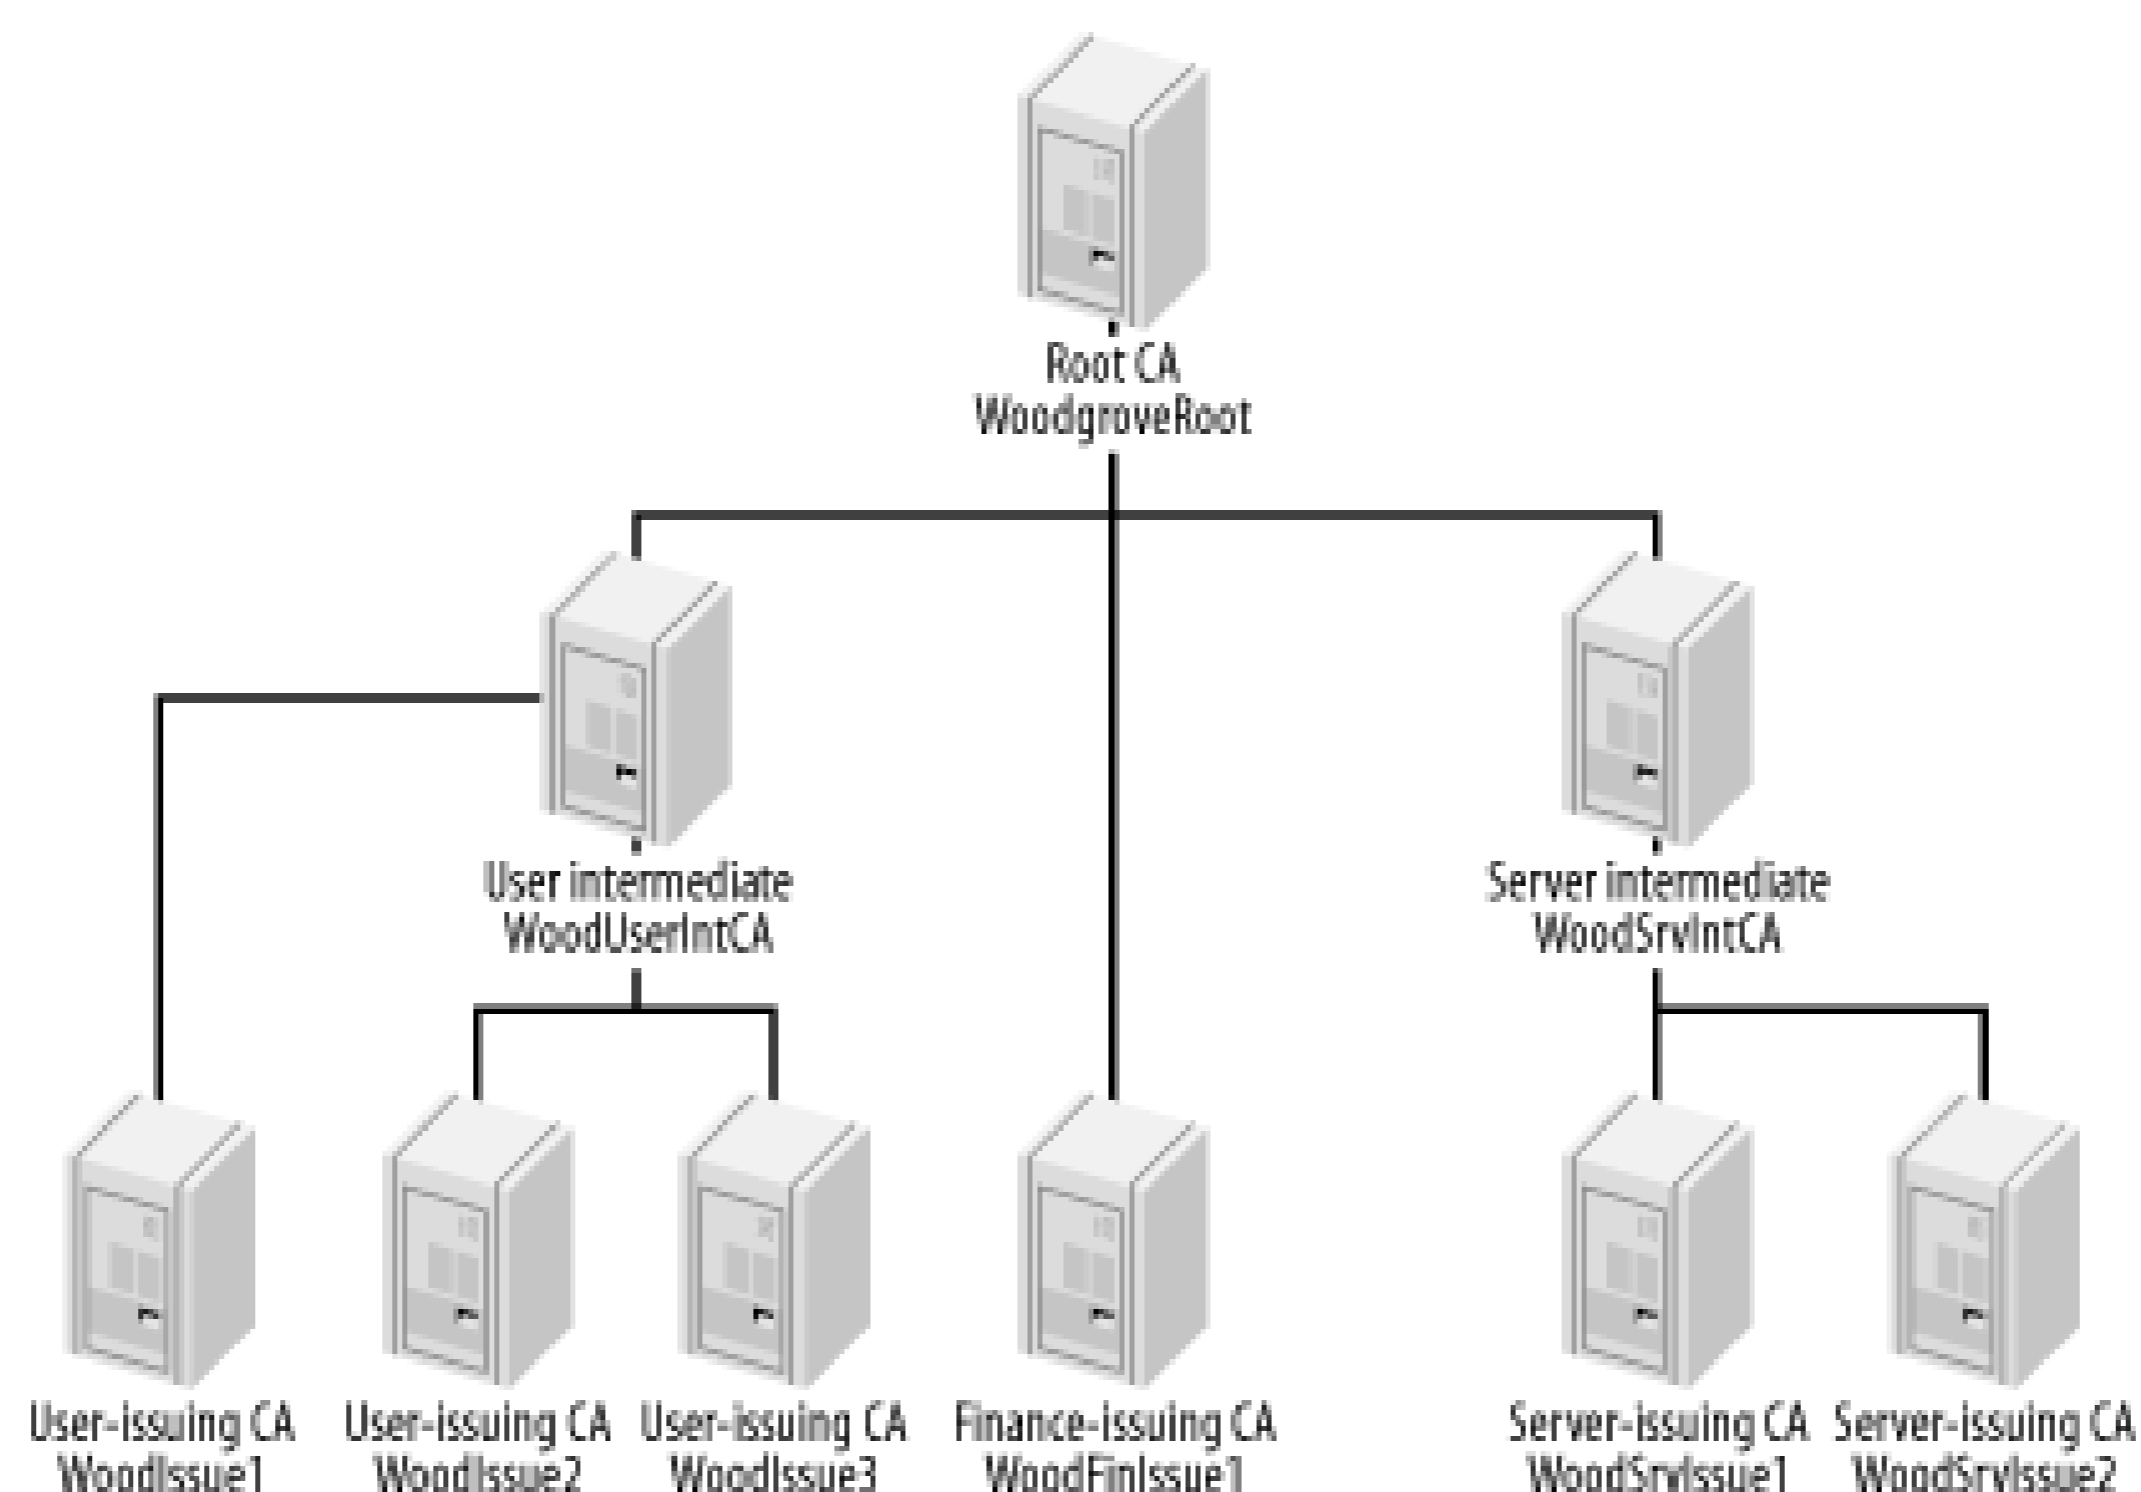 Root CA
WoodgroveRoot
User intermediate
WoodUserIntCA
Server intermediate
WoodSrvIntCA
User-issuing CA
WoodIssue1
User-issuing CA
WoodIssue2
User-issuing CA
WoodIssue3
Finance-issuing CA
WoodFinIssue1
Server-issuing CA
WoodSrvIssue1
Server-issuing CA
WoodSrvIssue2